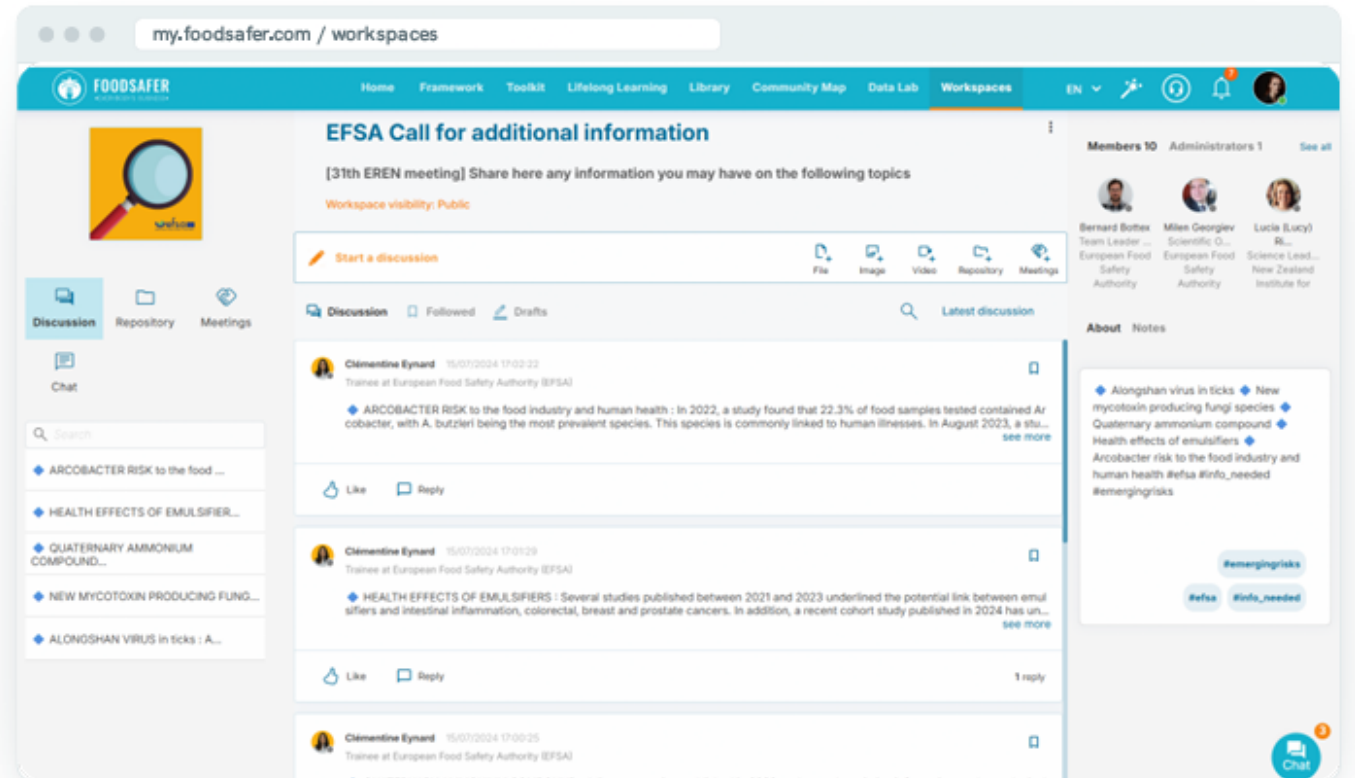 my.foodsafer.com / workspaces
FOODSAFER
Home Framework Toolkit Lifelong Learning Library Community Map Data Lab Workspaces EN 7
efsa
Discussion Repository Meetings
Chat
Search
ARCOBACTER RISK to the food ...
HEALTH EFFECTS OF EMULSIFIER...
QUATERNARY AMMONIUM
COMPOUND...
NEW MYCOTOXIN PRODUCING FUNG...
ALONGSHAN VIRUS in ticks : A...
EFSA Call for additional information
[31th EREN meeting] Share here any information you may have on the following topics
Workspace visibility: Public
Start a discussion
File Image Video Repository Meetings
Discussion Followed Drafts Latest discussion
Clémentine Eynard 15/07/2024 17:02:22
Trainee at European Food Safety Authority (EFSA)
ARCOBACTER RISK to the food industry and human health : In 2022, a study found that 22.3% of food samples tested contained Ar
cobacter, with A. butzleri being the most prevalent species. This species is commonly linked to human illnesses. In August 2023, a stu...
see more
Like Reply
Clémentine Eynard 15/07/2024 17:01:29
Trainee at European Food Safety Authority (EFSA)
HEALTH EFFECTS OF EMULSIFIERS : Several studies published between 2021 and 2023 underlined the potential link between emul
sifiers and intestinal inflammation, colorectal, breast and prostate cancers. In addition, a recent cohort study published in 2024 has un...
see more
Like Reply 1 reply
Clémentine Eynard 15/07/2024 17:00:25
Trainee at European Food Safety Authority (EFSA)
Members 10 Administrators 1 See all
Bernard Bottex Milen Georgiev Lucia (Lucy)
Team Leader ... Scientific O... Ri...
European Food European Food Science Lead...
Safety Safety New Zealand
Authority Authority Institute for
About Notes
Alongshan virus in ticks New
mycotoxin producing fungi species
Quaternary ammonium compound
Health effects of emulsifiers
Arcobacter risk to the food industry and
human health #efsa #info_needed
#emergingrisks
#emergingrisks
#efsa #info_needed
3
Chat